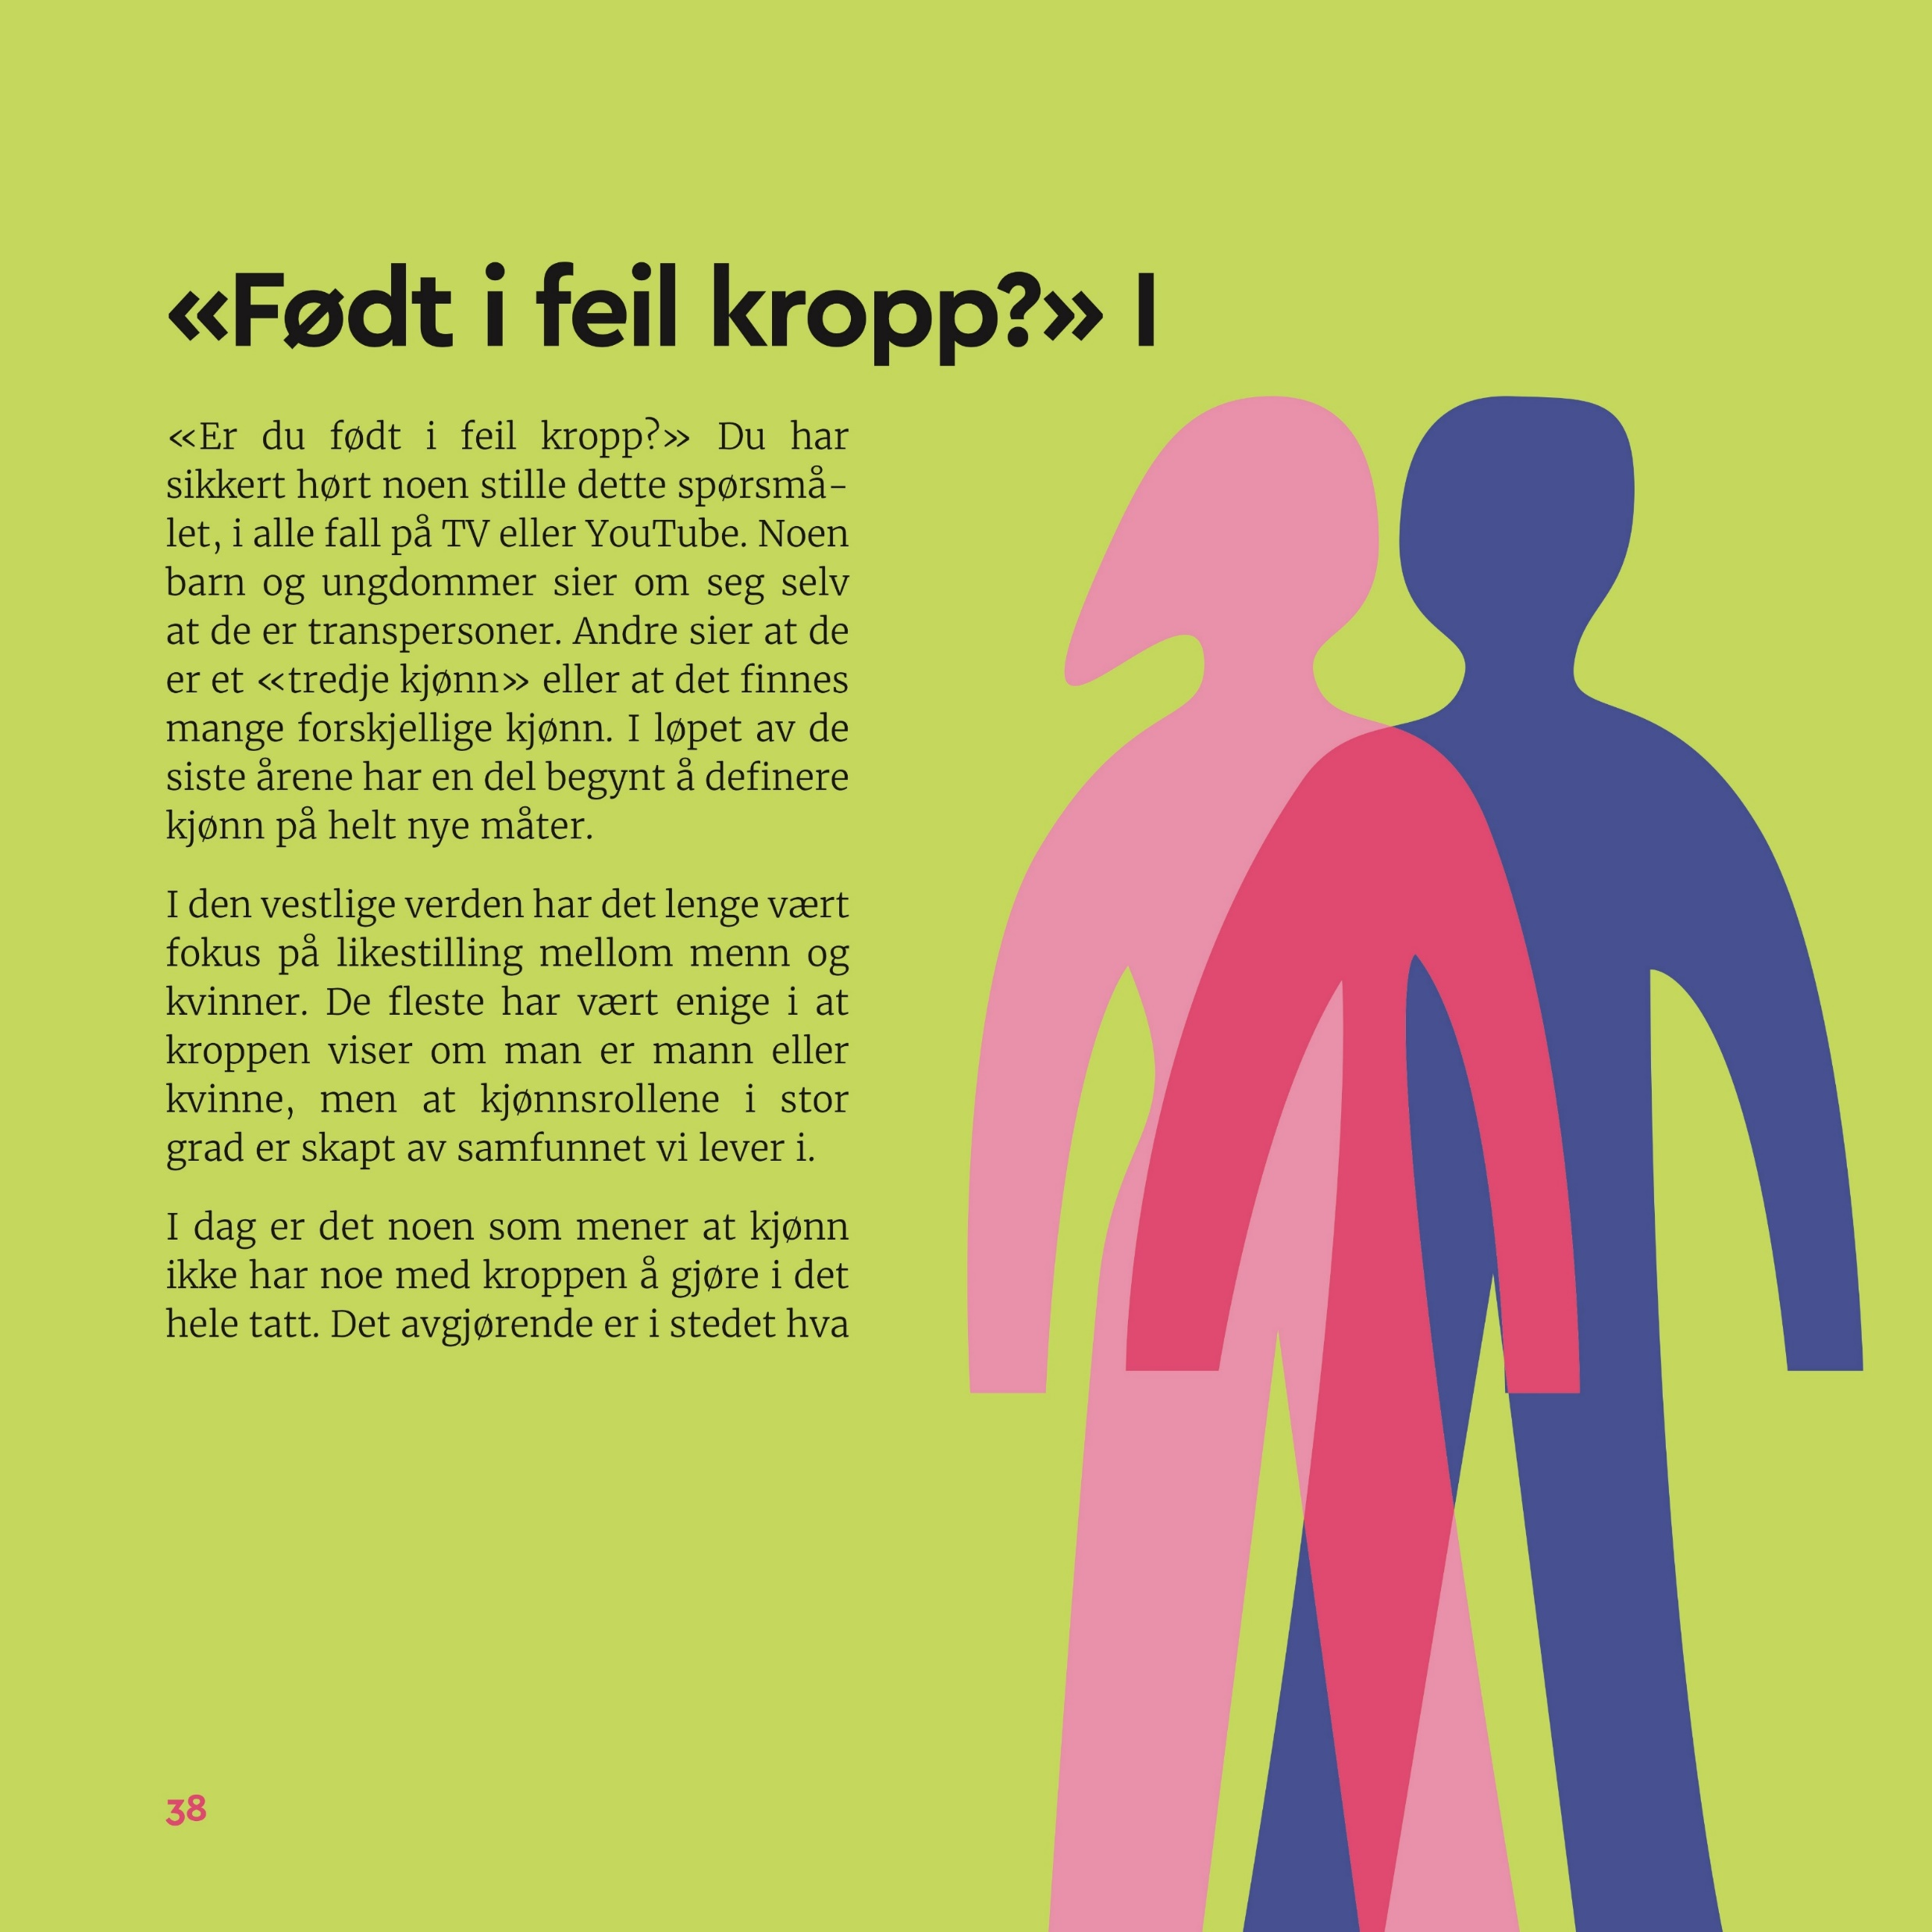 «Født i feil kropp?» I
«Er du født i feil kropp?» Du har
sikkert hørt noen stille dette spørsmå-
let, i alle fall på TV eller YouTube. Noen
barn og ungdommer sier om seg selv
at de er transpersoner. Andre sier at de
er et «tredje kjønn» eller at det finnes
mange forskjellige kjønn. I løpet av de
siste årene har en del begynt å definere
kjønn på helt nye måter.
I den vestlige verden har det lenge vært
fokus på likestilling mellom menn og
kvinner. De fleste har vært enige i at
kroppen viser om man er mann eller
kvinne, men at kjønnsrollene i stor
grad er skapt av samfunnet vi lever i.
I dag er det noen som mener at kjønn
ikke har noe med kroppen å gjøre i det
hele tatt. Det avgjørende er i stedet hva
38